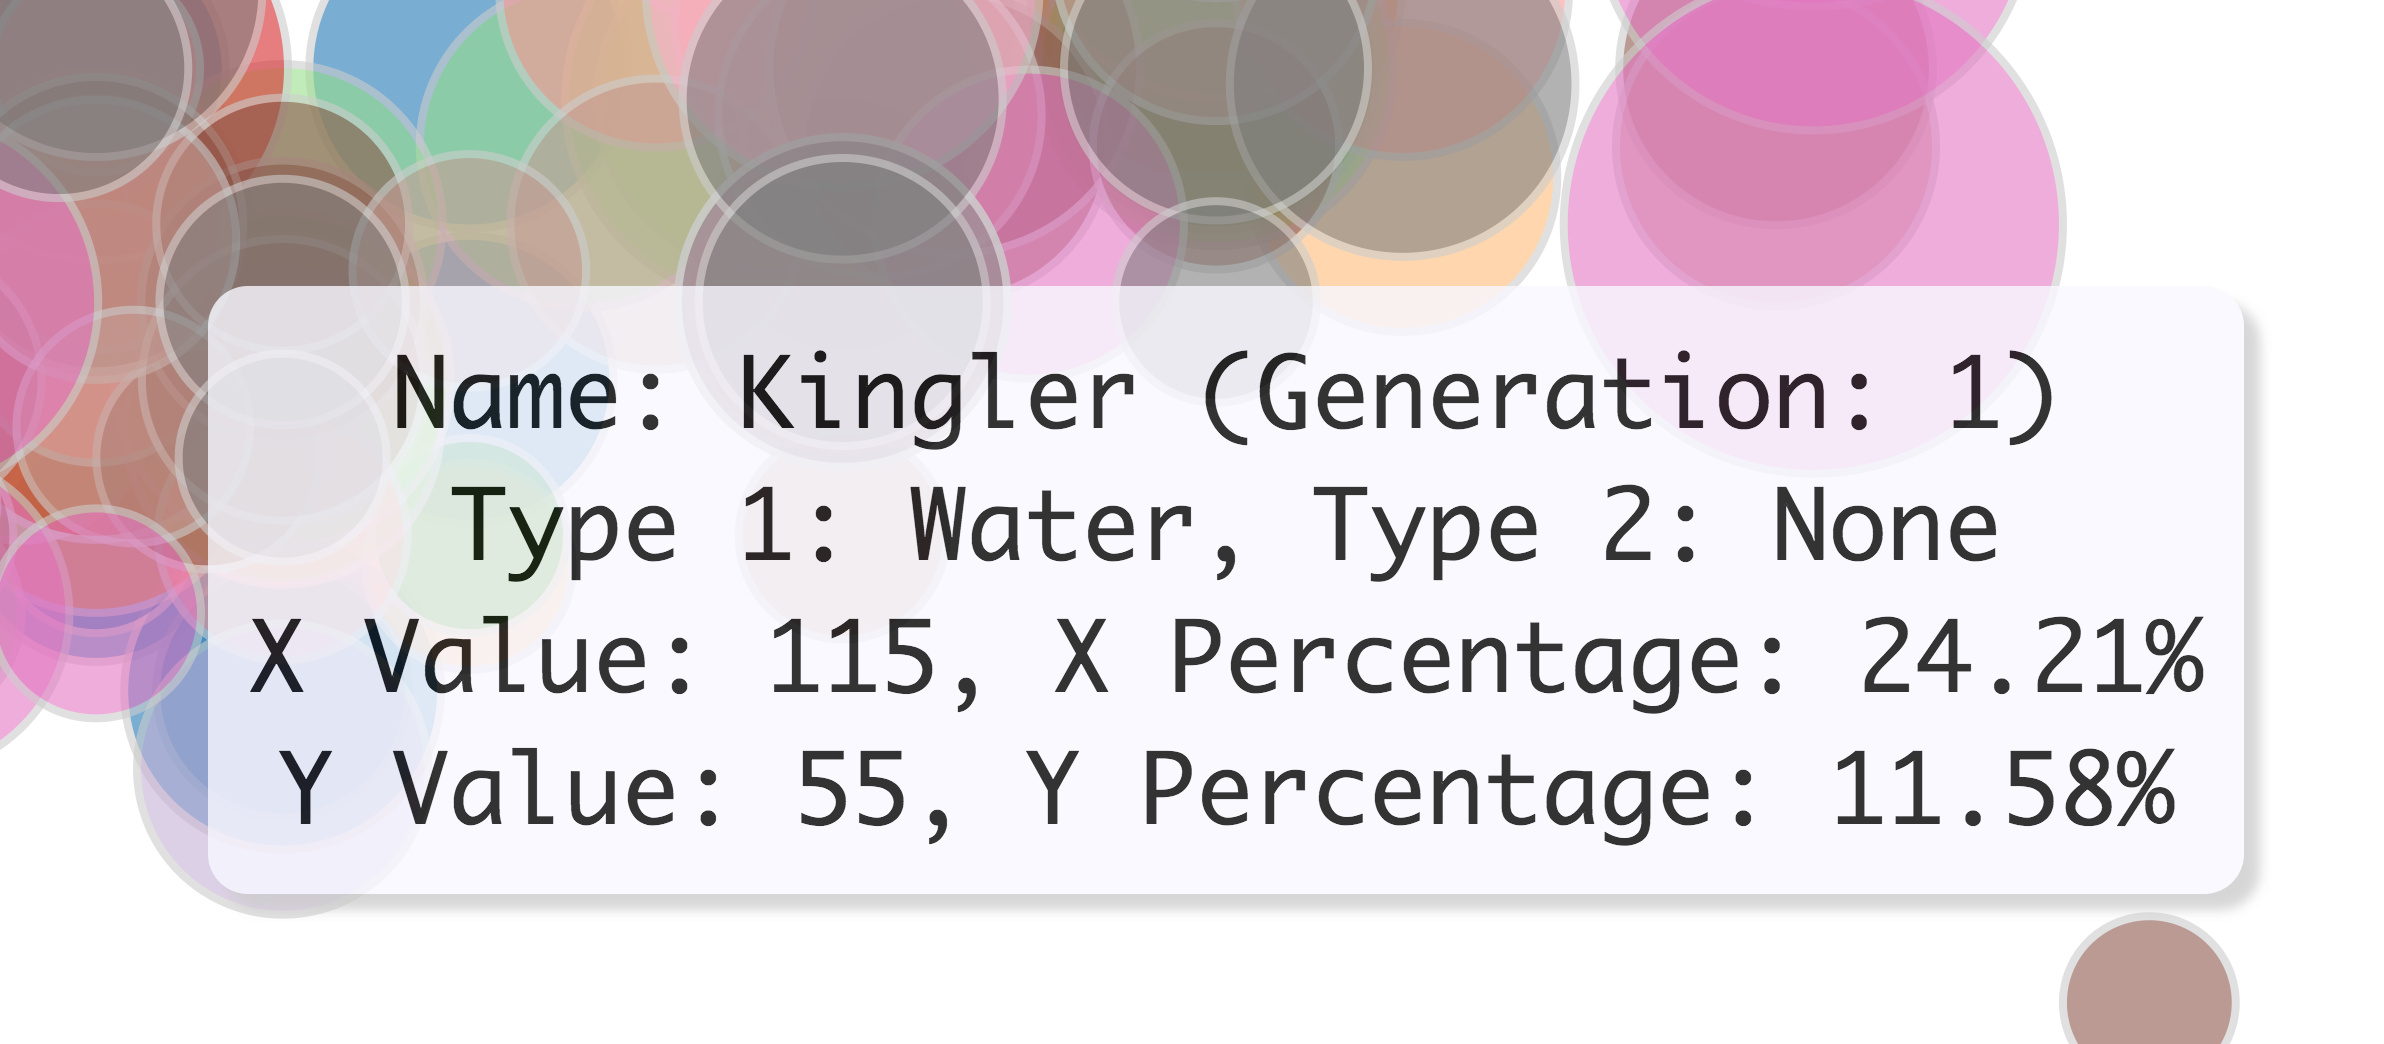 Name: Kingler (Generation: 1)
Type 1: Water, Type 2: None
X Value: 115, X Percentage: 24.21%
Y Value: 55, Y Percentage: 11.58%